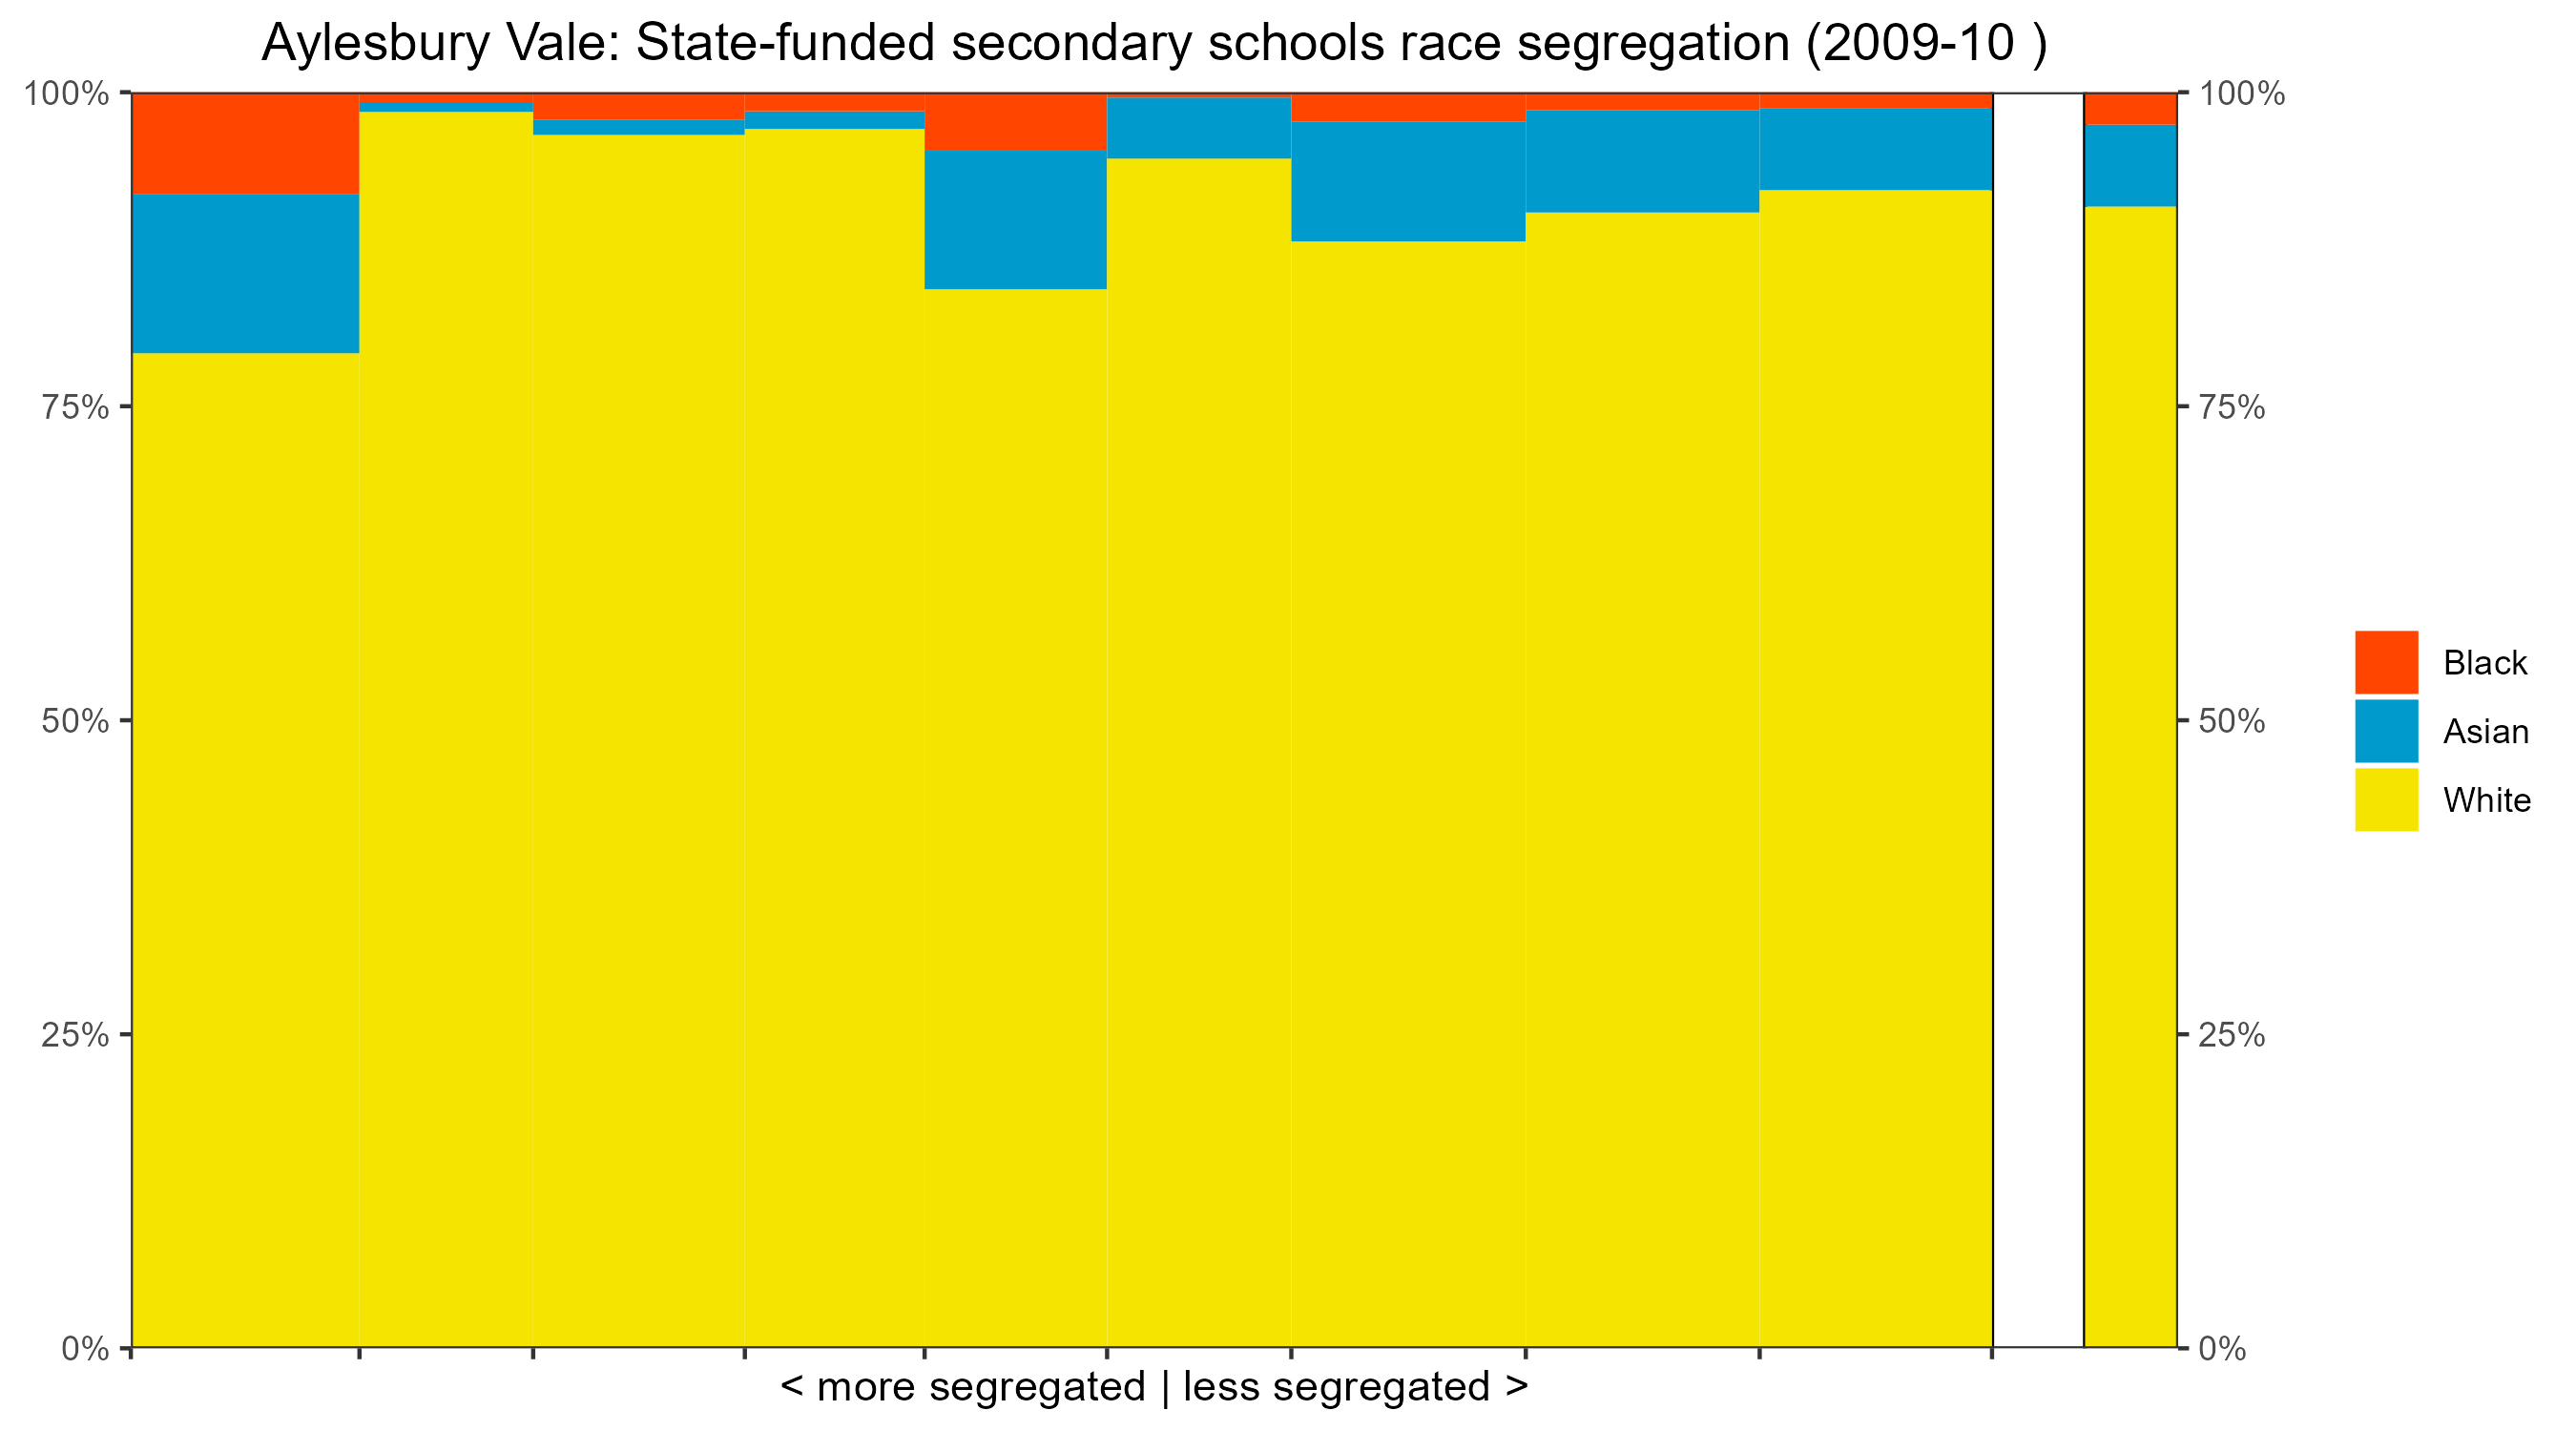 Aylesbury Vale: State-funded secondary schools race segregation (2009-10 )
100%
75%
50%
25%
0%
100%
75%
50%
25%
0%
Black
Asian
White
< more segregated | less segregated >